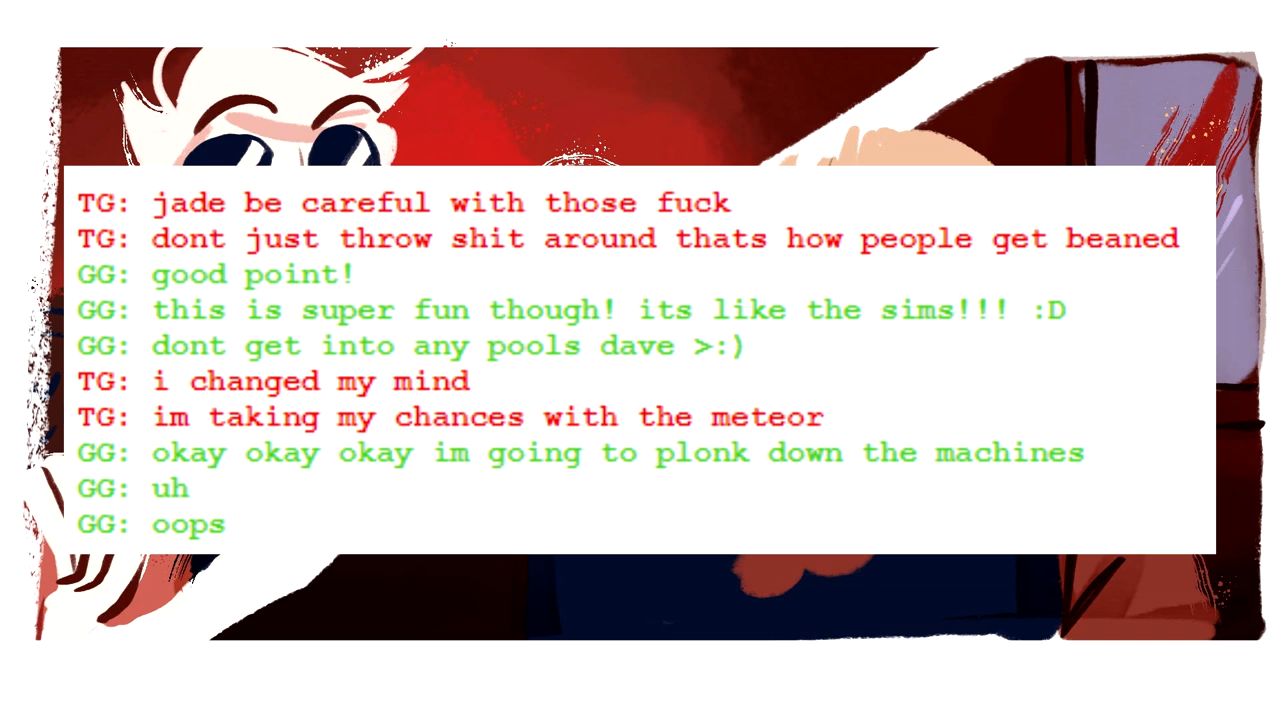 TG: jade be careful with those fuck
TG: dont just throw shit around thats how people get beaned
GG: good point!
GG: this is super fun though! its like the sims!!! :D
GG: dont get into any pools dave >:)
TG: i changed my mind
TG: im taking my chances with the meteor
GG: okay okay okay im going to plonk down the machines
GG: uh
GG: oops